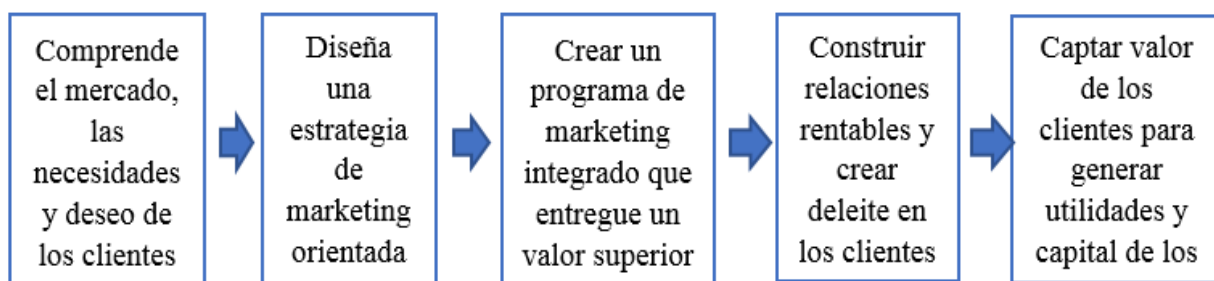 Comprende
el mercado,
las
necesidades
y deseo de
los clientes
Diseña
una
estrategia
de
marketing
orientada
Crear un
programa de
marketing
integrado que
entregue un
valor superior
Construir
relaciones
rentables y
crear
deleite en
los clientes
Captar valor
de los
clientes para
generar
utilidades y
capital de los